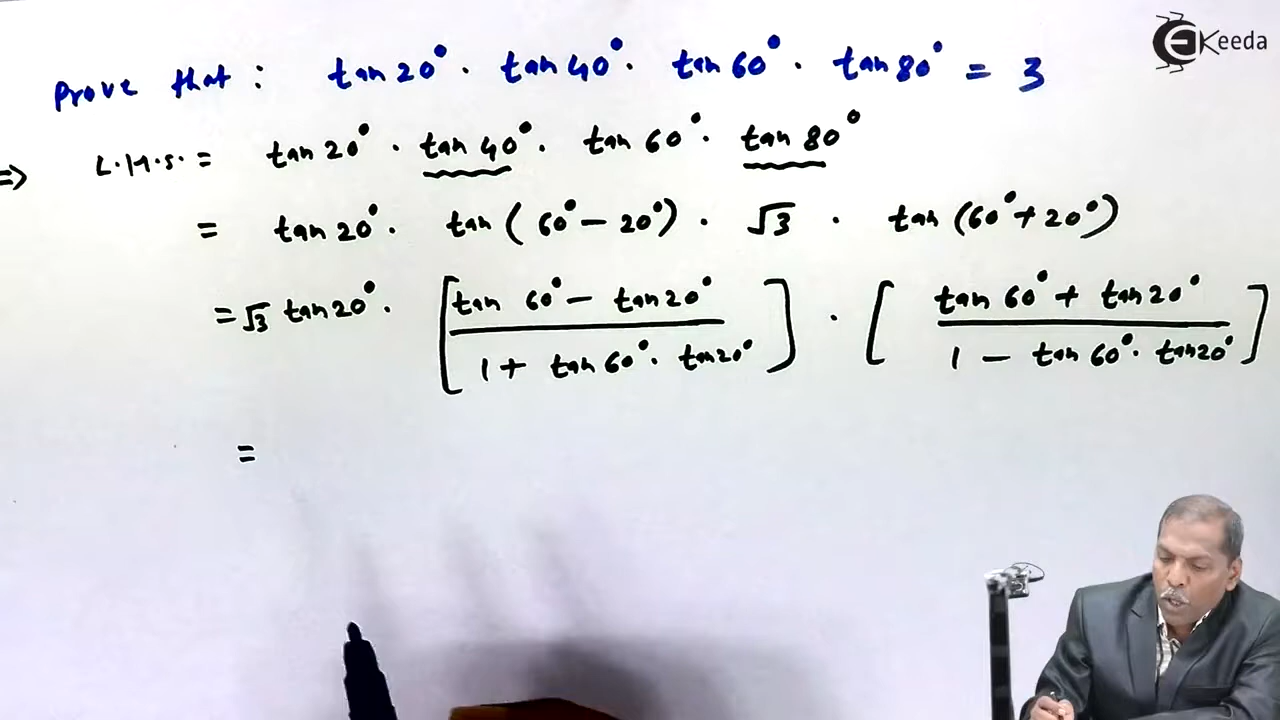 Keeda
Prove that : tan 20° . tan 40° . tan 60° . tan 80° = 3
=> L.H.S. = tan 20° . tan 40° . tan 60° . tan 80°
= tan 20° . tan ( 60° − 20° ) . √3 . tan (60° + 20° )
= √3 tan 20° . [ tan 60° − tan 20° / 1 + tan 60° . tan 20° ] . [ tan 60° + tan 20° / 1 − tan 60° . tan 20° ]
=